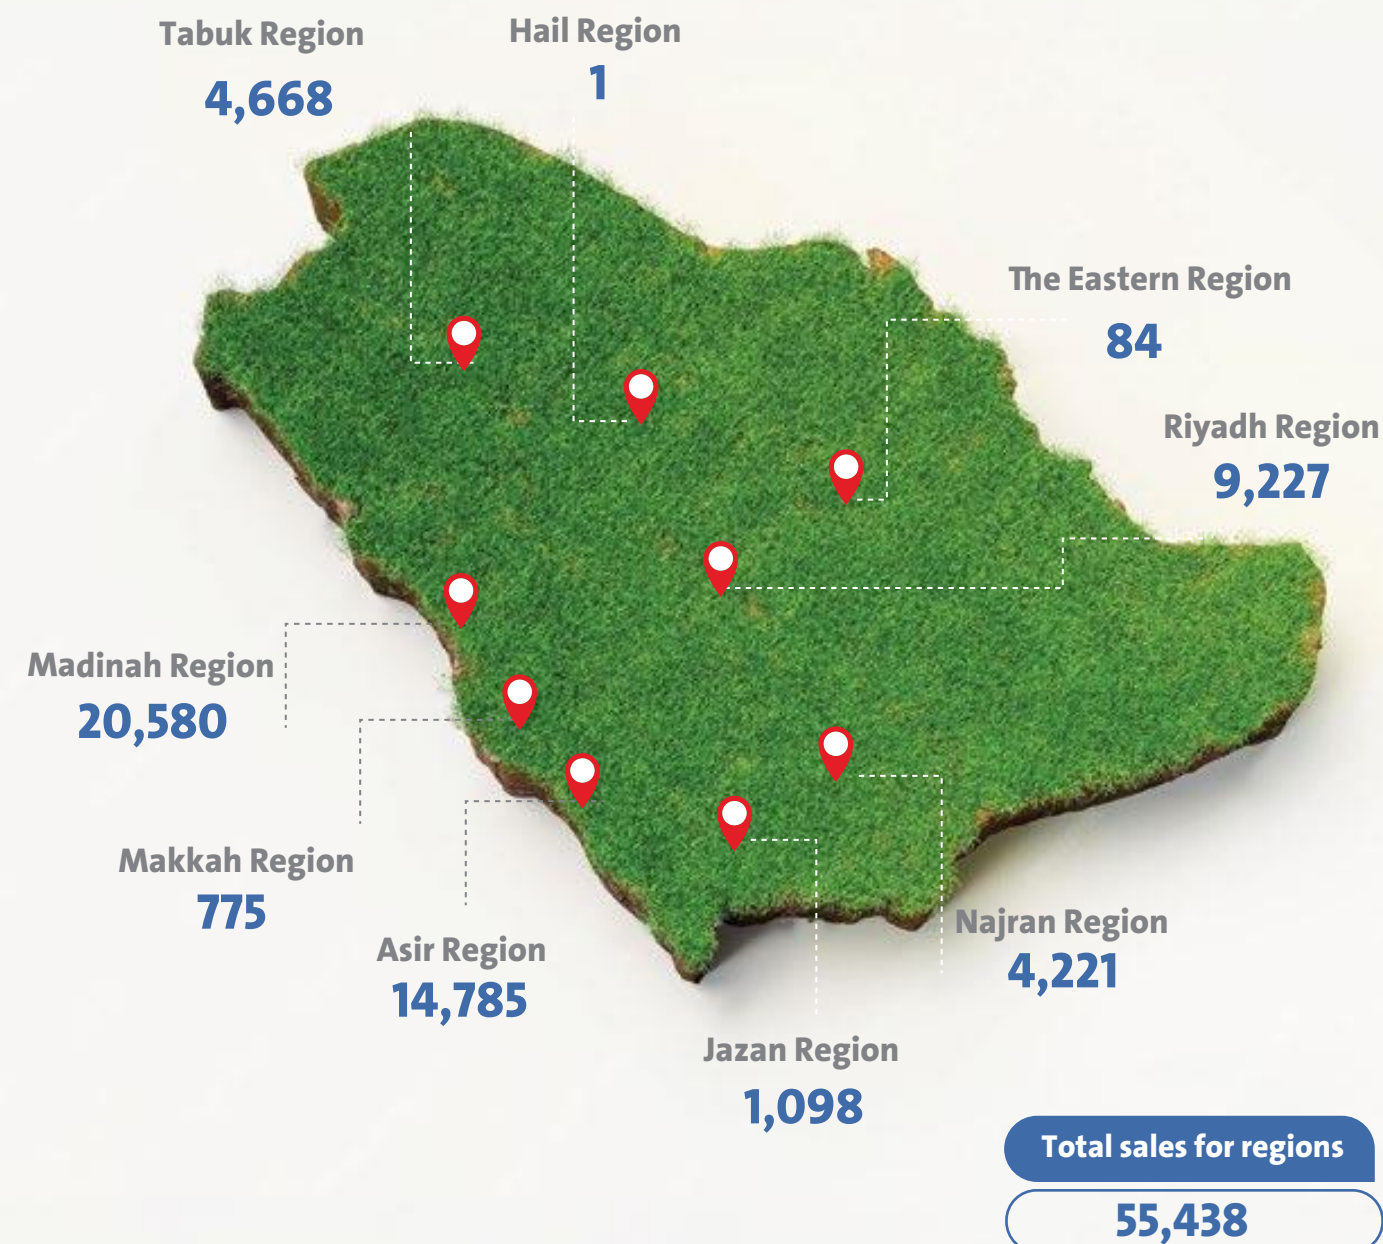 Tabuk Region
4,668
Hail Region
1
The Eastern Region
84
Riyadh Region
9,227
Madinah Region
20,580
Makkah Region
775
Asir Region
14,785
Najran Region
4,221
Jazan Region
1,098
Total sales for regions
55,438